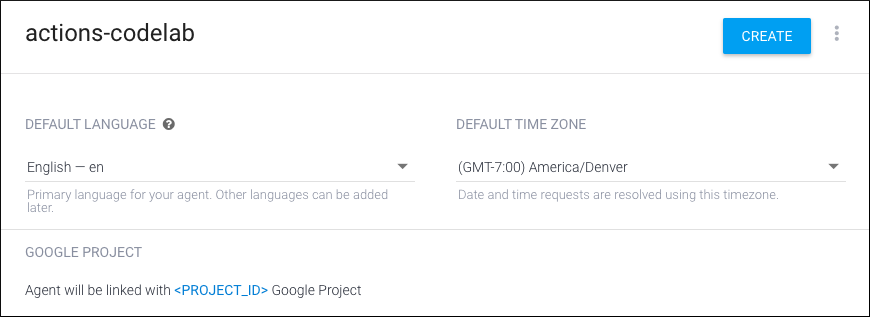 actions-codelab
CREATE
DEFAULT LANGUAGE
DEFAULT TIME ZONE
English — en
(GMT-7:00) America/Denver
Primary language for your agent. Other languages can be added
later.
Date and time requests are resolved using this timezone.
GOOGLE PROJECT
Agent will be linked with <PROJECT_ID> Google Project